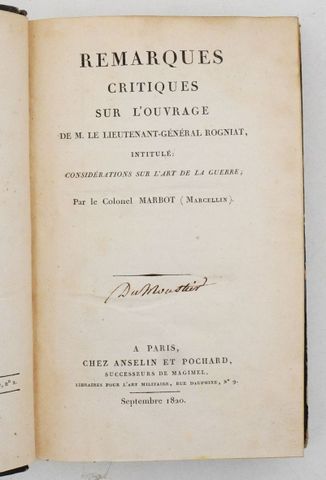 REMARQUES
CRITIQUES
SUR L'OUVRAGE
DE M. LE LIEUTENANT-GÉNÉRAL ROGNIAT,
INTITULÉ:
CONSIDÉRATIONS SUR L'ART DE LA GUERRE;
Par le Colonel MARBOT (MARCELLIN).
DuMoustier
A PARIS,
CHEZ ANSELIN ET POCHARD,
SUCCESSEURS DE MAGIMEL,
LIBRAIRES POUR L'ART MILITAIRE, RUE DAUPHINE, N° 9.
Septembre 1820.